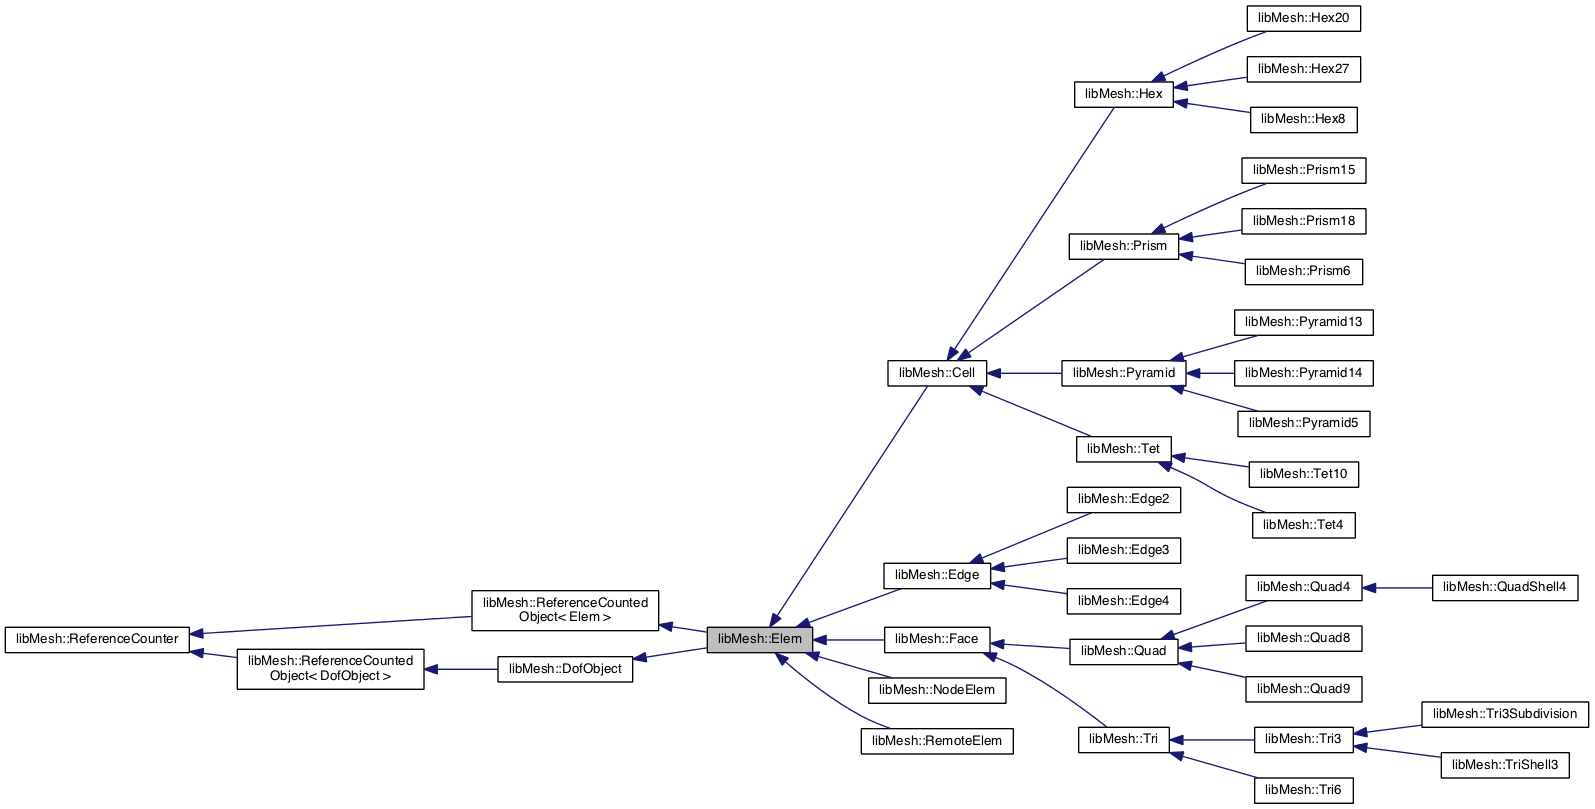 libMesh::Hex20
libMesh::Hex27
libMesh::Hex
libMesh::Hex8
libMesh::Prism15
libMesh::Prism18
libMesh::Prism
libMesh::Prism6
libMesh::Pyramid13
libMesh::Cell
libMesh::Pyramid
libMesh::Pyramid14
libMesh::Pyramid5
libMesh::Tet
libMesh::Tet10
libMesh::Edge2
libMesh::Tet4
libMesh::Edge3
libMesh::Edge
libMesh::Quad4
libMesh::QuadShell4
libMesh::Edge4
libMesh::ReferenceCounted
Object< Elem >
libMesh::ReferenceCounter
libMesh::Elem
libMesh::Face
libMesh::Quad8
libMesh::Quad
libMesh::ReferenceCounted
Object< DofObject >
libMesh::DofObject
libMesh::NodeElem
libMesh::Quad9
libMesh::Tri3Subdivision
libMesh::RemoteElem
libMesh::Tri
libMesh::Tri3
libMesh::TriShell3
libMesh::Tri6